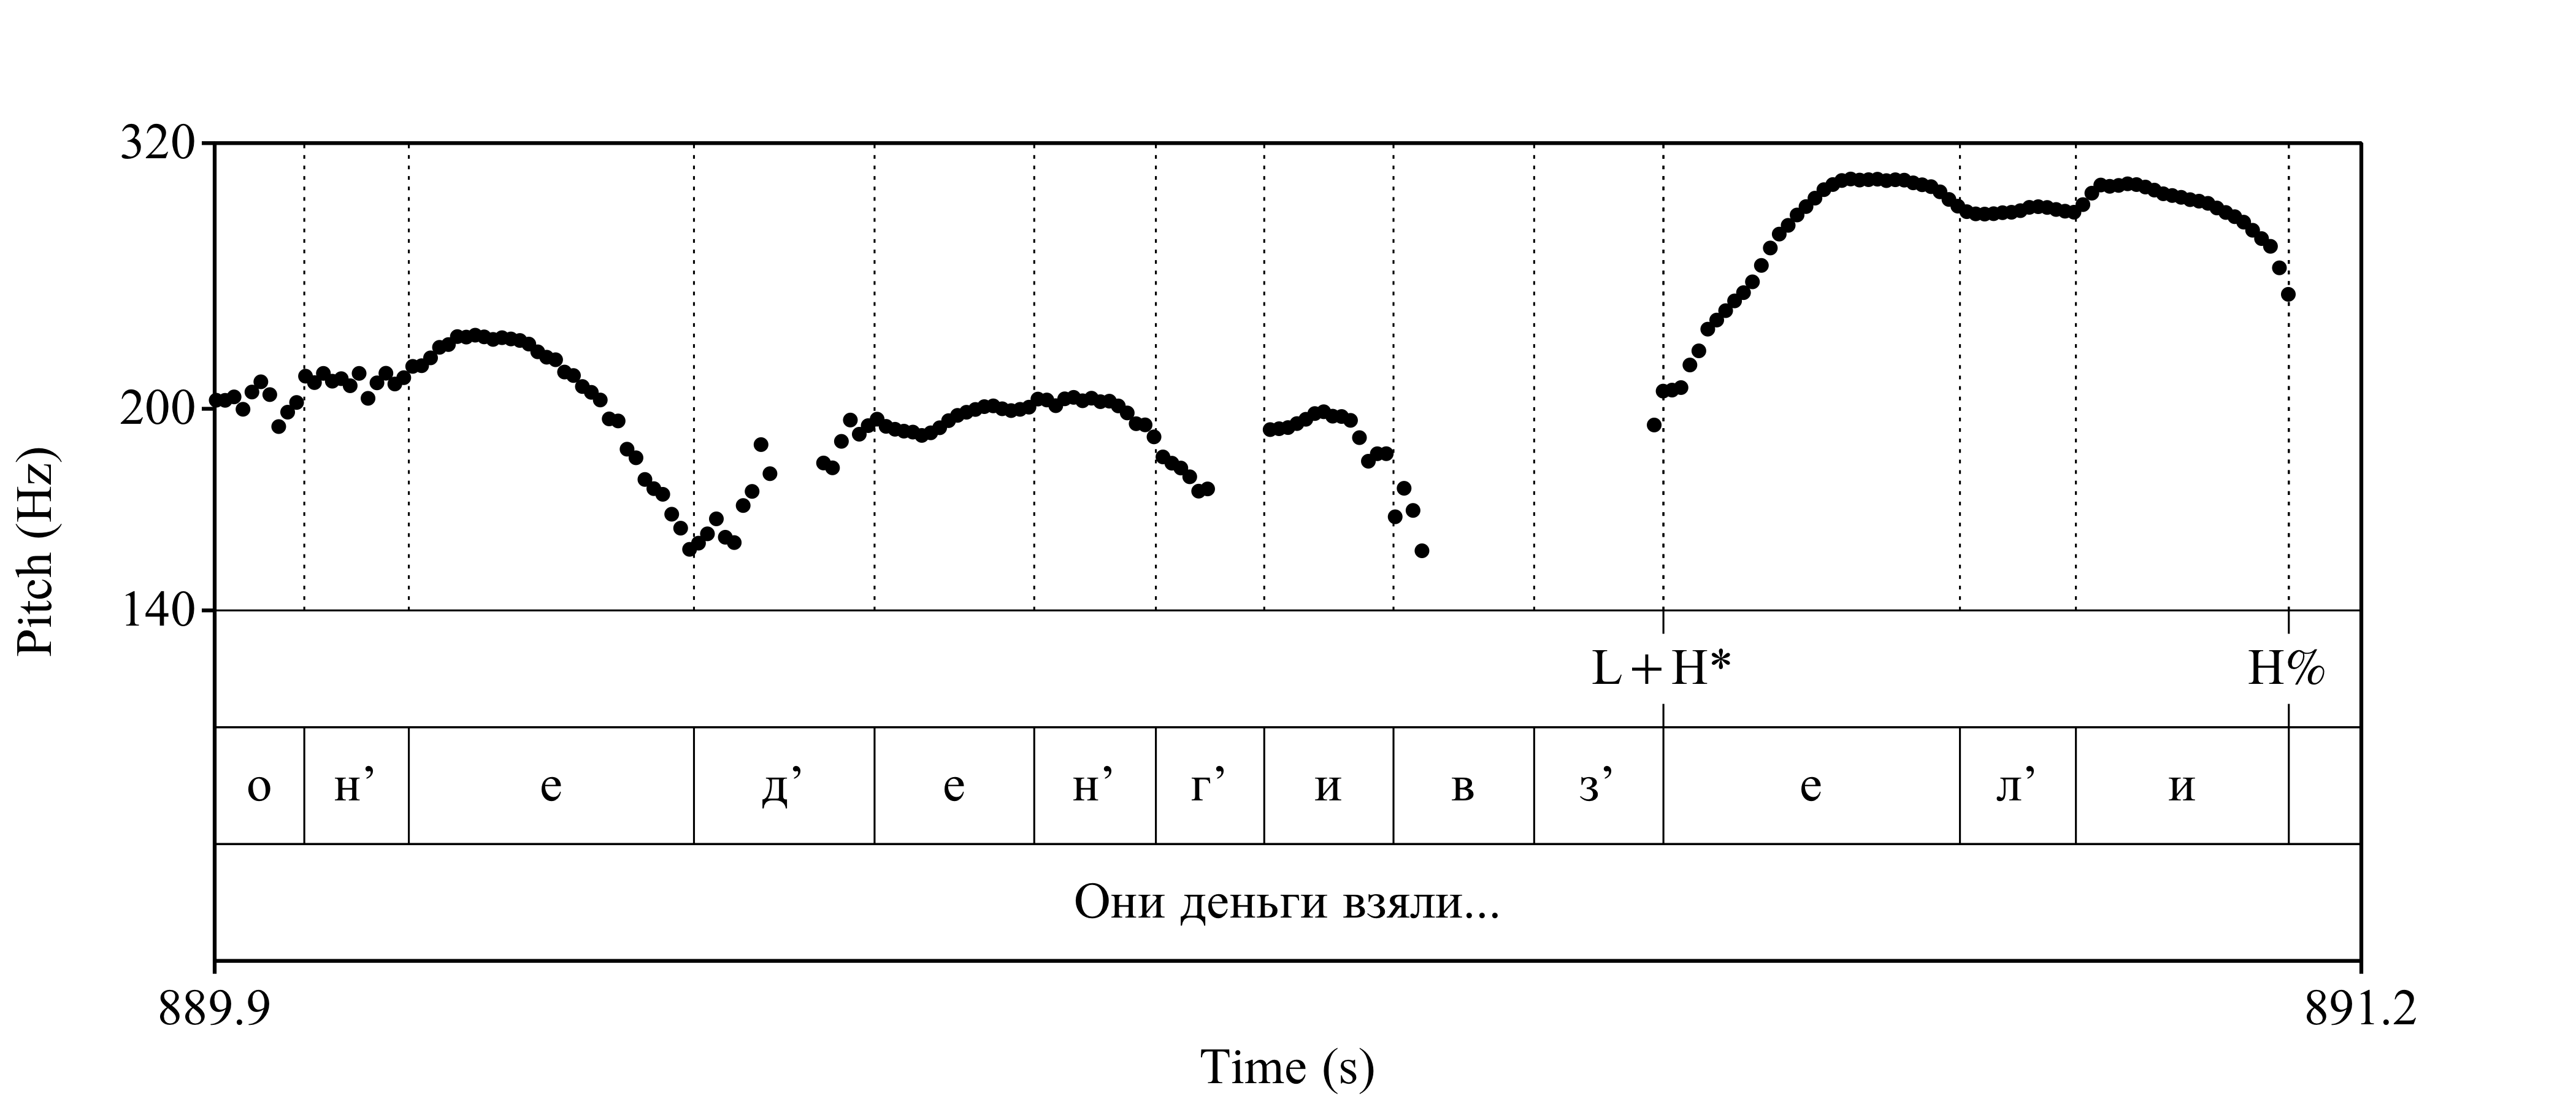 320
200
140
Pitch (Hz)
L+H* H%
о н’ е д’ е н’ г’ и в з’ е л’ и
Они деньги взяли...
889.9 891.2
Time (s)